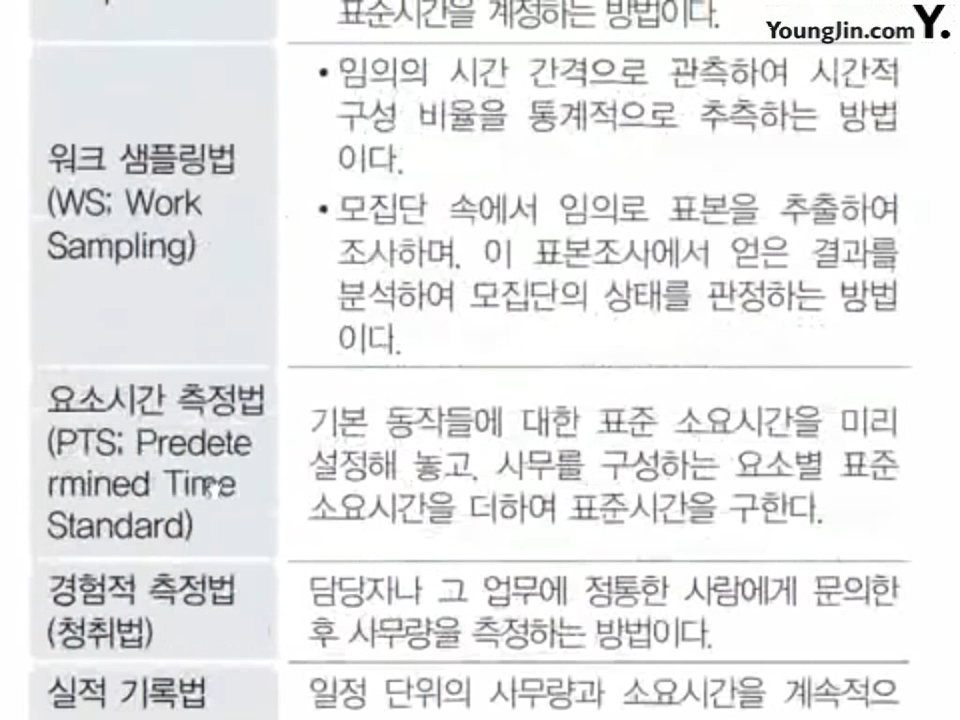 표준시간을 계정하는 방법이다.
YoungJin.com Y.
워크 샘플링법
(WS; Work
Sampling)
• 임의의 시간 간격으로 관측하여 시간적
구성 비율을 통계적으로 추측하는 방법
이다.
• 모집단 속에서 임의로 표본을 추출하여
조사하며, 이 표본조사에서 얻은 결과를
분석하여 모집단의 상태를 판정하는 방법
이다.
요소시간 측정법
(PTS; Predete
rmined Time
Standard)
기본 동작들에 대한 표준 소요시간을 미리
설정해 놓고, 사무를 구성하는 요소별 표준
소요시간을 더하여 표준시간을 구한다.
경험적 측정법
(청취법)
담당자나 그 업무에 정통한 사람에게 문의한
후 사무량을 측정하는 방법이다.
실적 기록법
일정 단위의 사무량과 소요시간을 계속적으